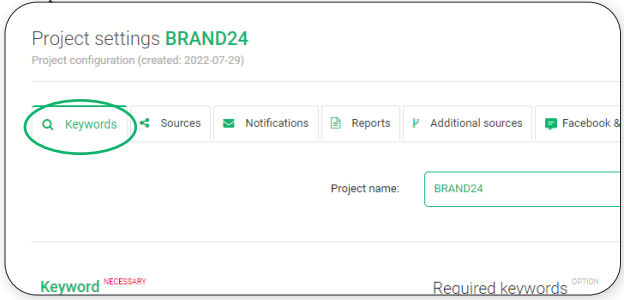 Project settings BRAND24
Project configuration (created: 2022-07-29)
Keywords Sources Notifications Reports Additional sources Facebook &
Project name: BRAND24
Keyword NECESSARY Required keywords OPTION